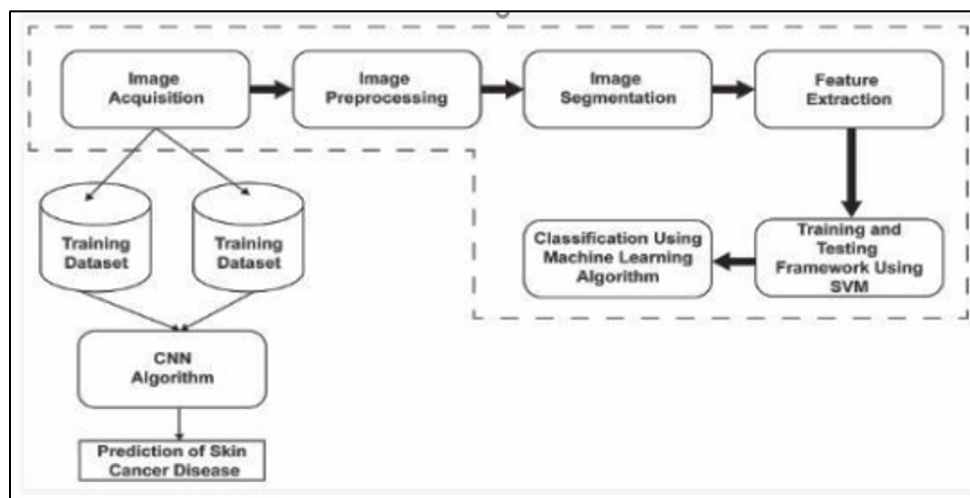 Image
Acquisition
Image
Preprocessing
Image
Segmentation
Feature
Extraction
Training
Dataset
Training
Dataset
Classification Using
Machine Learning
Algorithm
Training and
Testing
Framework Using
SVM
CNN
Algorithm
Prediction of Skin
Cancer Disease